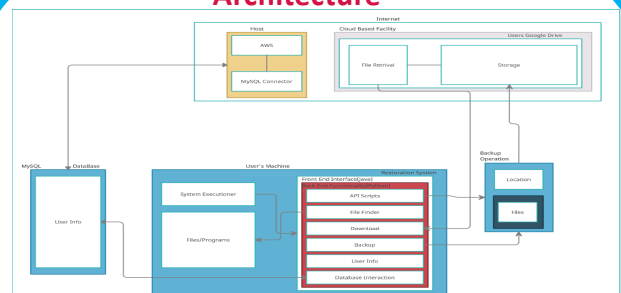 Architecture
Internet
Host
AWS
MySQL Connector
Cloud Based Facility
Users Google Drive
File Retrival
Storage
MySQL DataBase
User Info
User's Machine
System Executioner
Files/Programs
Restoration System
Front End Interface(Java)
API Scripts
File Finder
Download
Backup
User Info
Database Interaction
Backup
Operation
Location
Files